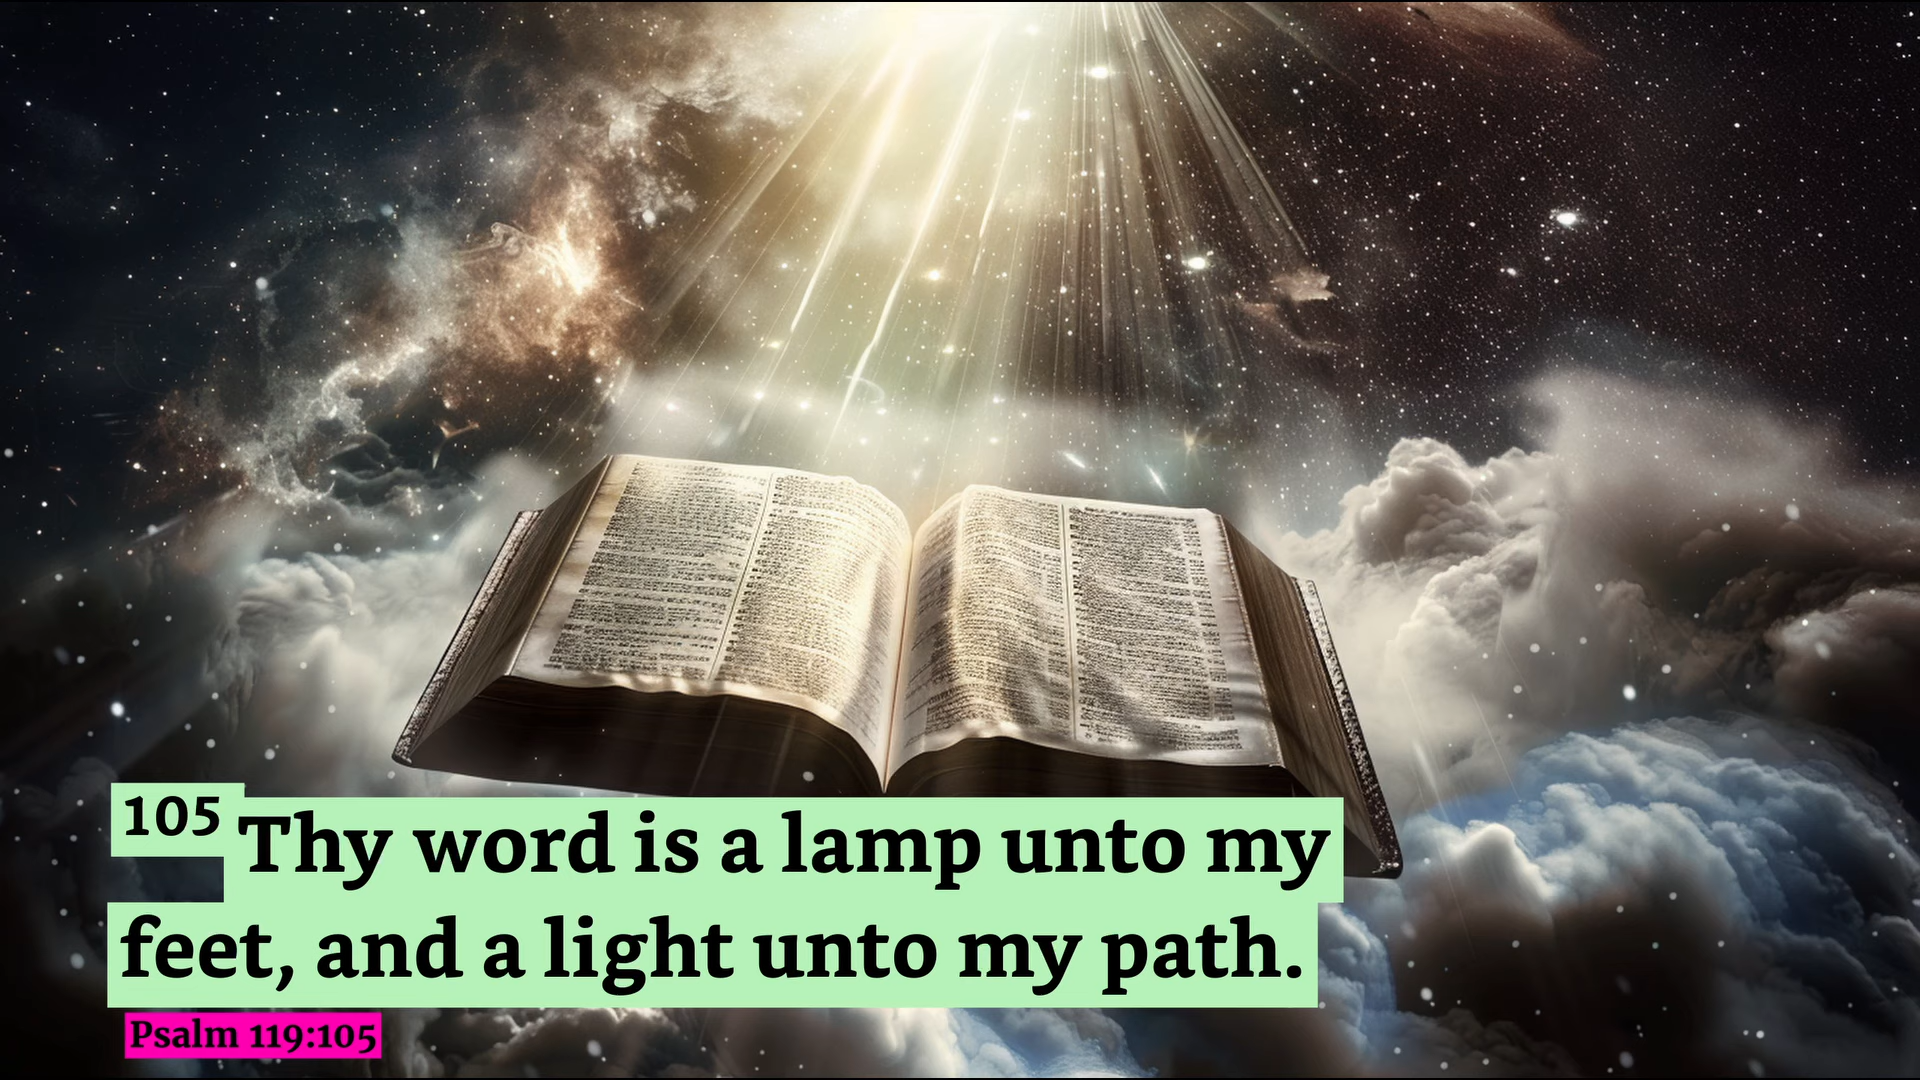 105 Thy word is a lamp unto my
feet, and a light unto my path.
Psalm 119:105